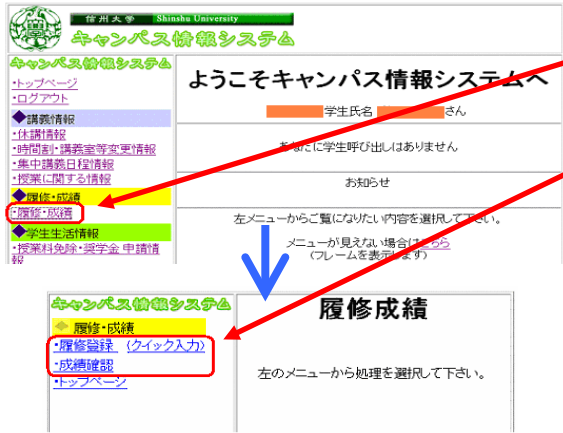 信州大学 Shinshu University
キャンパス情報システム
キャンパス情報システム
・トップページ
・ログアウト
◆講義情報
・休講情報
・時間割・講義室等変更情報
・集中講義日程情報
・授業に関する情報
◆履修・成績
・履修・成績
◆学生生活情報
・授業料免除・奨学金 申請情報
ようこそキャンパス情報システムへ
学生氏名 さん
あなたに学生呼び出しはありません
お知らせ
左メニューからご覧になりたい内容を選択して下さい。
メニューが見えない場合はこちら
(フレームを表示します)
キャンパス情報システム
◆ 履修・成績
・履修登録 (クイック入力)
・成績確認
・トップページ
履修成績
左のメニューから処理を選択して下さい。